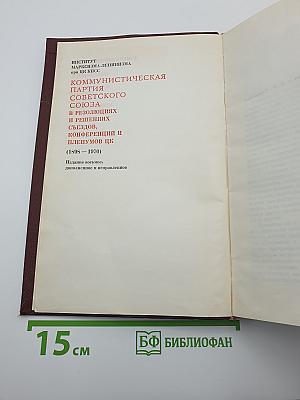 ИНСТИТУТ
МАРКСИЗМА-ЛЕНИНИЗМА
при ЦК КПСС
КОММУНИСТИЧЕСКАЯ
ПАРТИЯ
СОВЕТСКОГО
СОЮЗА
В РЕЗОЛЮЦИЯХ
И РЕШЕНИЯХ
СЪЕЗДОВ,
КОНФЕРЕНЦИЙ И
ПЛЕНУМОВ ЦК
(1898—1970)
Издание восьмое,
дополненное и исправленное
15 см
БФ БИБЛИОФАН